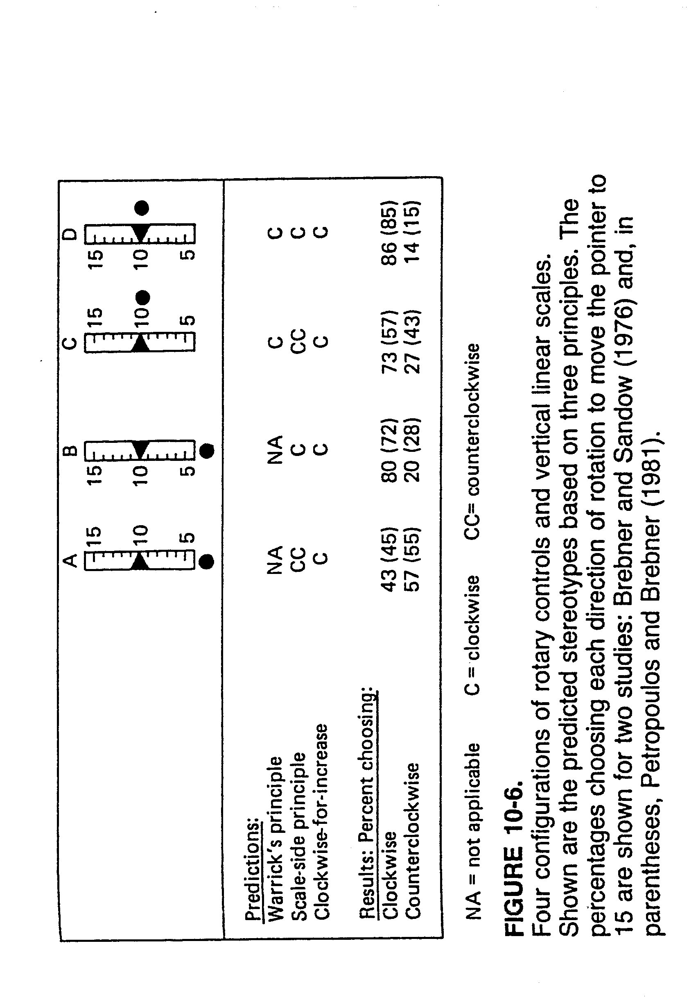 A B C D
15 15 15 15
10 10 10 10
5 5 5 5
Predictions:
Warrick's principle NA NA C C
Scale-side principle CC C CC C
Clockwise-for-increase C C C C
Results: Percent choosing:
Clockwise 43 (45) 80 (72) 73 (57) 86 (85)
Counterclockwise 57 (55) 20 (28) 27 (43) 14 (15)
NA = not applicable C = clockwise CC= counterclockwise
FIGURE 10-6.
Four configurations of rotary controls and vertical linear scales.
Shown are the predicted stereotypes based on three principles. The
percentages choosing each direction of rotation to move the pointer to
15 are shown for two studies: Brebner and Sandow (1976) and, in
parentheses, Petropoulos and Brebner (1981).